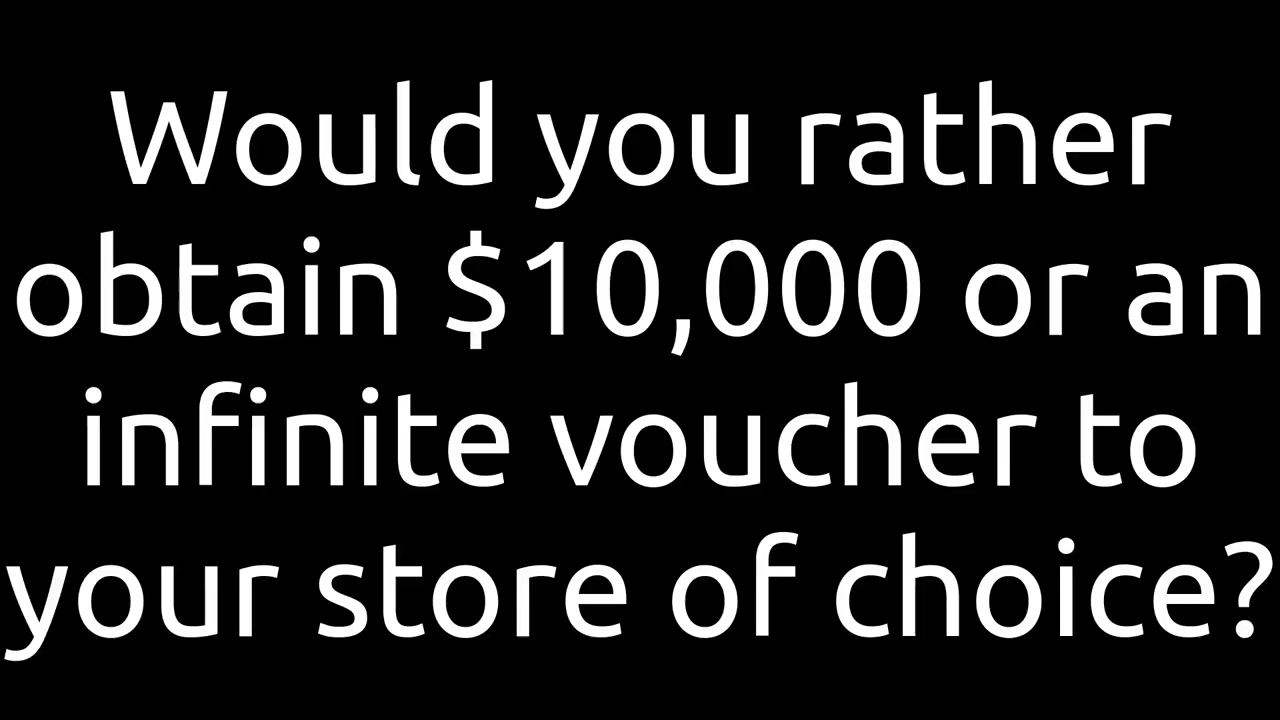 Would you rather
obtain $10,000 or an
infinite voucher to
your store of choice?